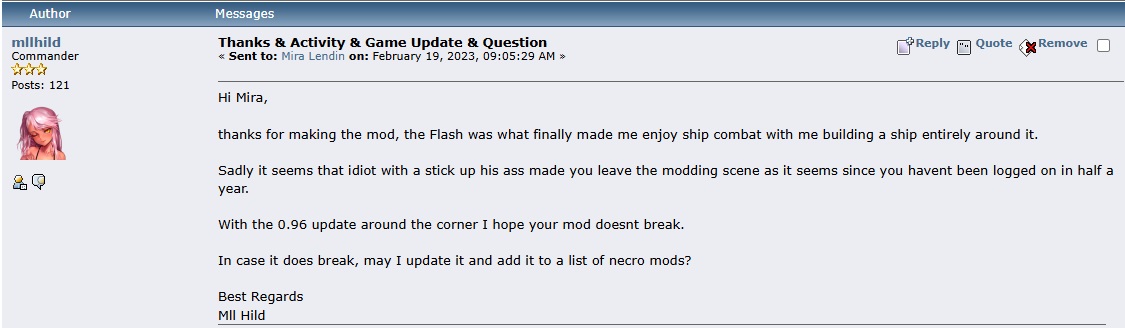 Author Messages
mllhild
Commander
Posts: 121
Thanks & Activity & Game Update & Question
« Sent to: Mira Lendin on: February 19, 2023, 09:05:29 AM »
Reply Quote Remove
Hi Mira,
thanks for making the mod, the Flash was what finally made me enjoy ship combat with me building a ship entirely around it.
Sadly it seems that idiot with a stick up his ass made you leave the modding scene as it seems since you havent been logged on in half a
year.
With the 0.96 update around the corner I hope your mod doesnt break.
In case it does break, may I update it and add it to a list of necro mods?
Best Regards
Mll Hild